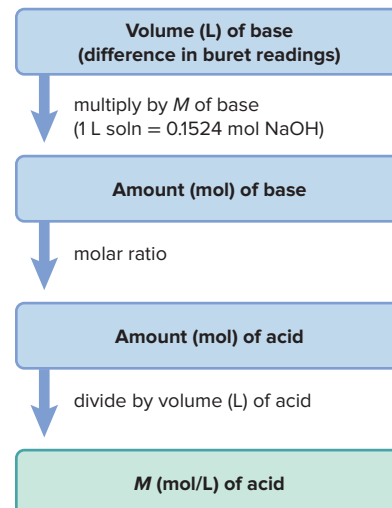 Volume (L) of base
(difference in buret readings)
multiply by M of base
(1 L soln = 0.1524 mol NaOH)
Amount (mol) of base
molar ratio
Amount (mol) of acid
divide by volume (L) of acid
M (mol/L) of acid